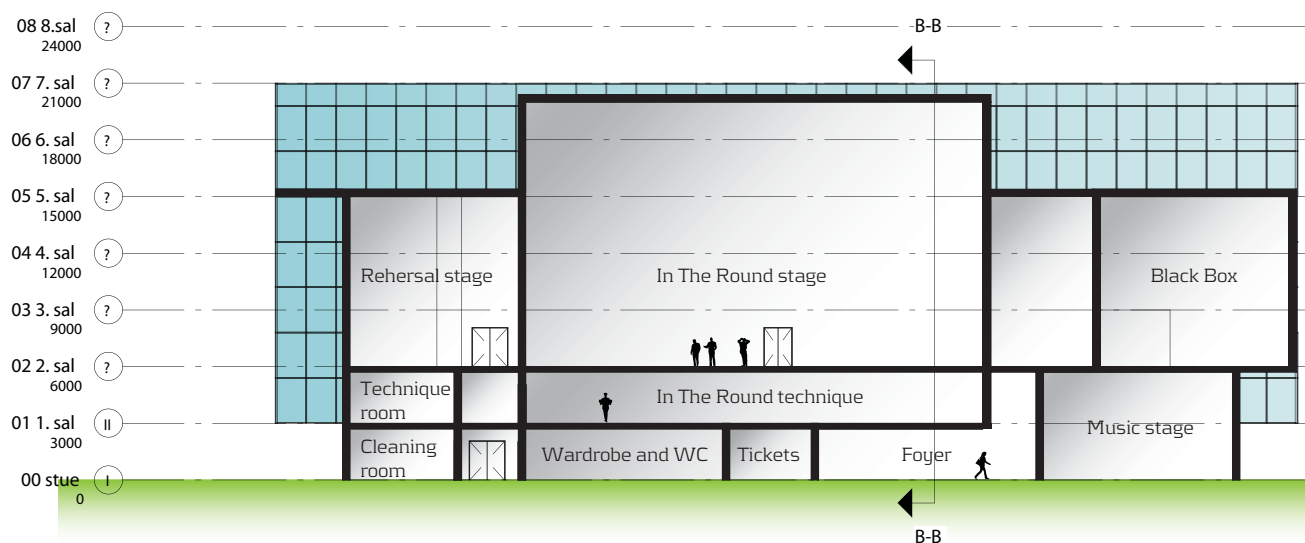 08 8.sal
24000
?
B-B
07 7. sal
21000
?
06 6. sal
18000
?
05 5. sal
15000
?
04 4. sal
12000
?
Rehersal stage
In The Round stage
Black Box
03 3. sal
9000
?
02 2. sal
6000
?
Technique
room
In The Round technique
01 1. sal
3000
II
Music stage
Cleaning
room
Wardrobe and WC
Tickets
Foyer
00 stue
0
I
B-B